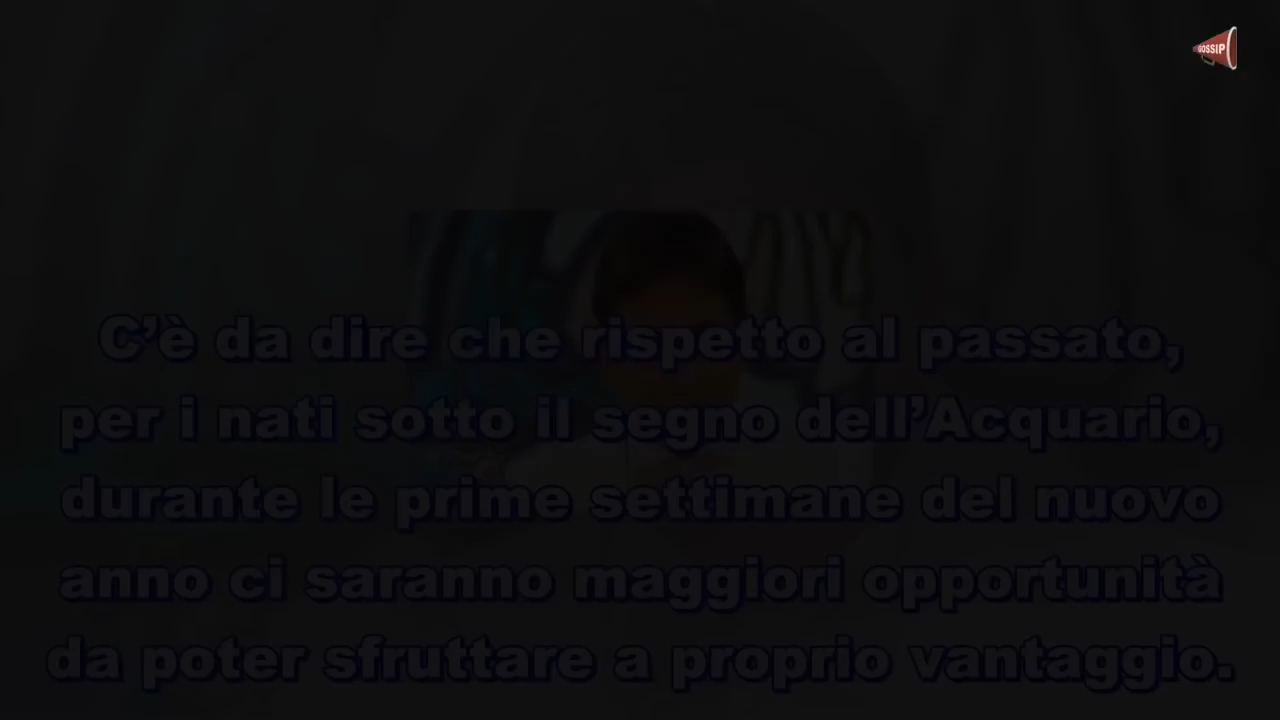 GOSSIP
C’è da dire che rispetto al passato,
per i nati sotto il segno dell’Acquario,
durante le prime settimane del nuovo
anno ci saranno maggiori opportunità
da poter sfruttare a proprio vantaggio.